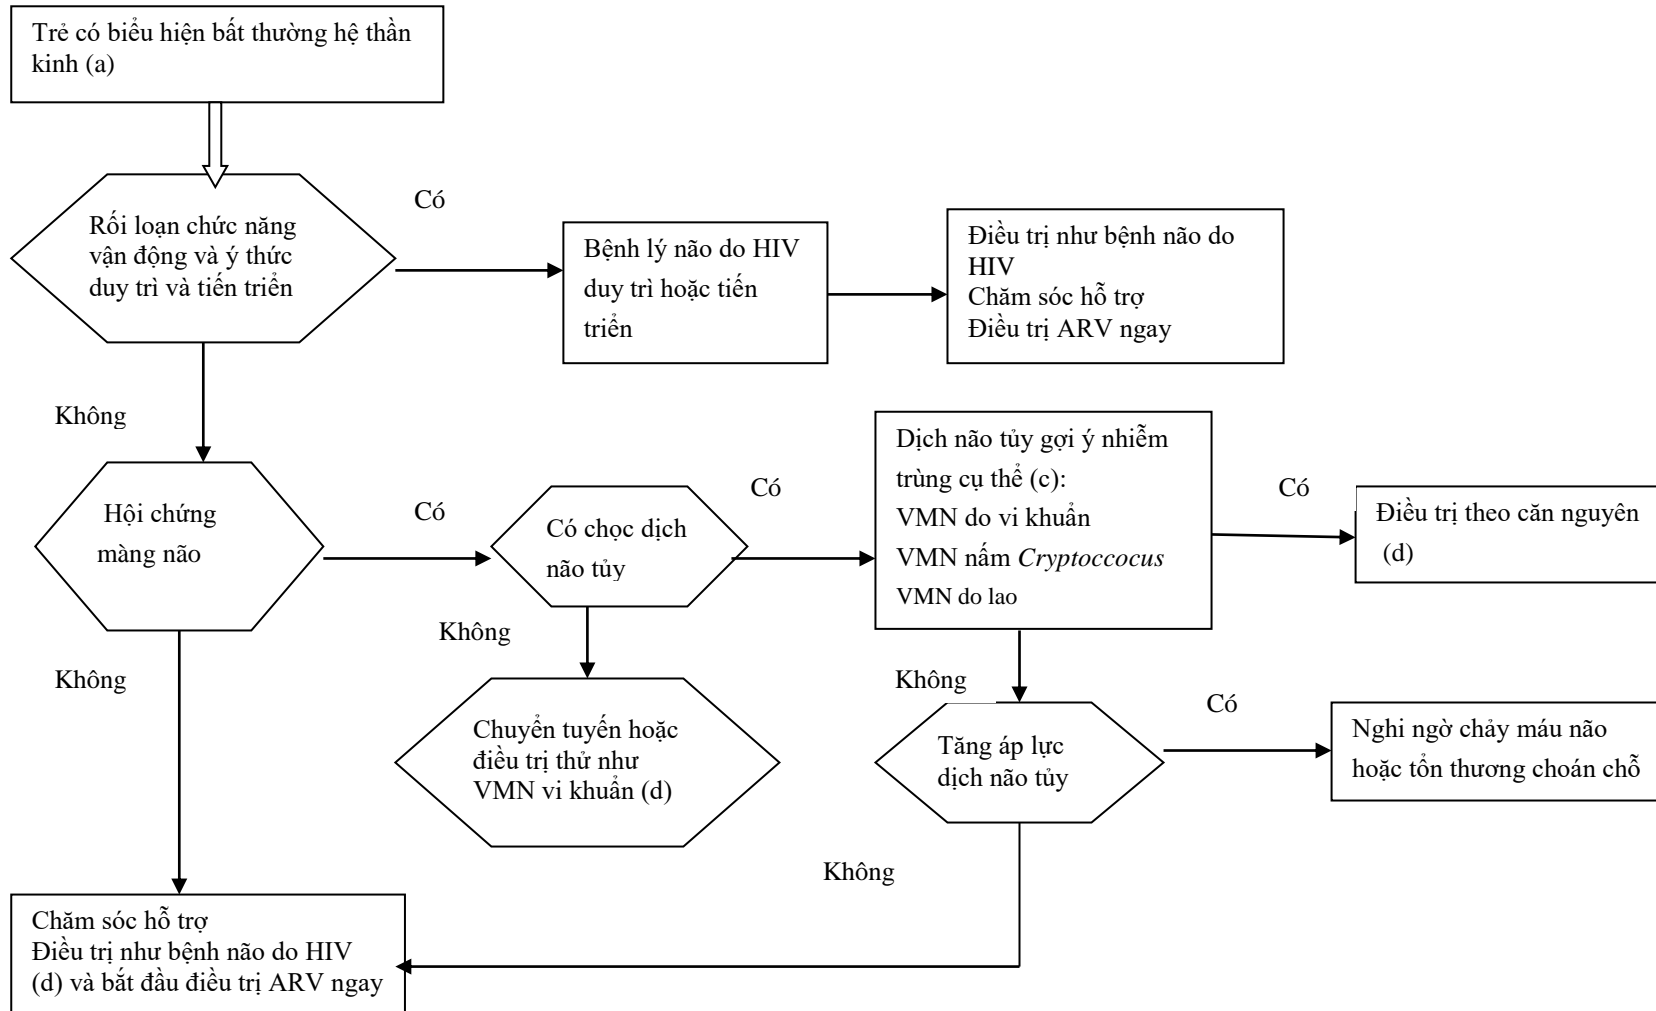 Trẻ có biểu hiện bất thường hệ thần
kinh (a)
Có
Rối loạn chức năng
vận động và ý thức
duy trì và tiến triển
Bệnh lý não do HIV
duy trì hoặc tiến
triển
Điều trị như bệnh não do
HIV
Chăm sóc hỗ trợ
Điều trị ARV ngay
Không
Hội chứng
màng não
Có
Có chọc dịch
não tủy
Có
Dịch não tủy gợi ý nhiễm
trùng cụ thể (c):
VMN do vi khuẩn
VMN nấm Cryptoccocus
VMN do lao
Có
Điều trị theo căn nguyên
(d)
Không
Không
Không
Chuyển tuyến hoặc
điều trị thử như
VMN vi khuẩn (d)
Tăng áp lực
dịch não tủy
Có
Nghi ngờ chảy máu não
hoặc tổn thương choán chỗ
Không
Chăm sóc hỗ trợ
Điều trị như bệnh não do HIV
(d) và bắt đầu điều trị ARV ngay